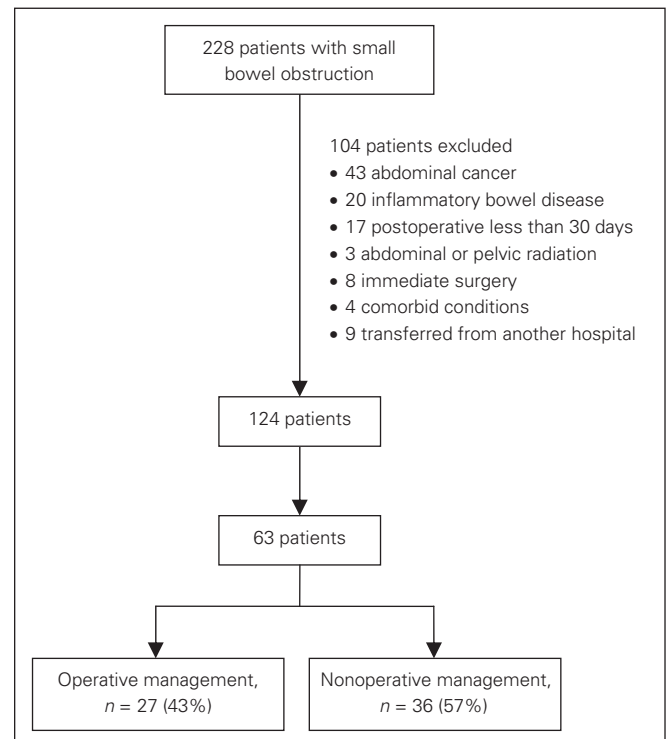 228 patients with small
bowel obstruction
104 patients excluded
• 43 abdominal cancer
• 20 inflammatory bowel disease
• 17 postoperative less than 30 days
• 3 abdominal or pelvic radiation
• 8 immediate surgery
• 4 comorbid conditions
• 9 transferred from another hospital
124 patients
63 patients
Operative management,
n = 27 (43%)
Nonoperative management,
n = 36 (57%)